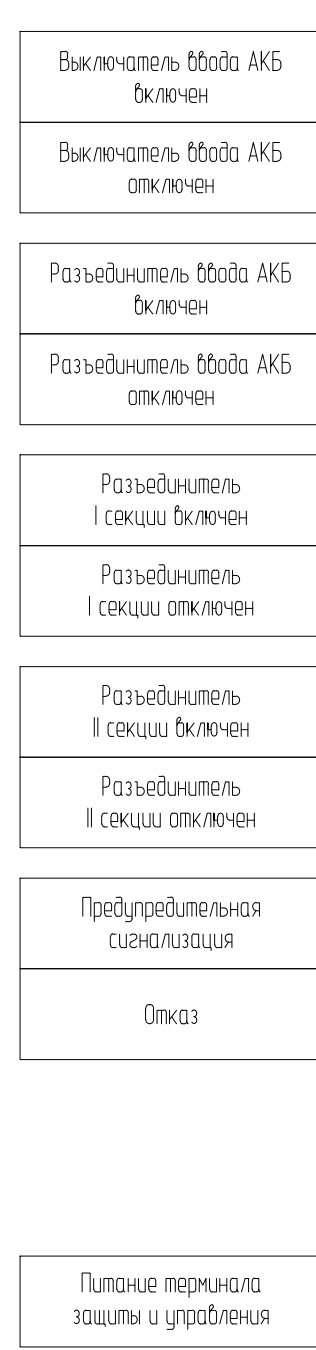 Выключатель ввода АКБ
включен
Выключатель ввода АКБ
отключен
Разъединитель ввода АКБ
включен
Разъединитель ввода АКБ
отключен
Разъединитель
I секции включен
Разъединитель
I секции отключен
Разъединитель
II секции включен
Разъединитель
II секции отключен
Предупредительная
сигнализация
Отказ
Питание терминала
защиты и управления